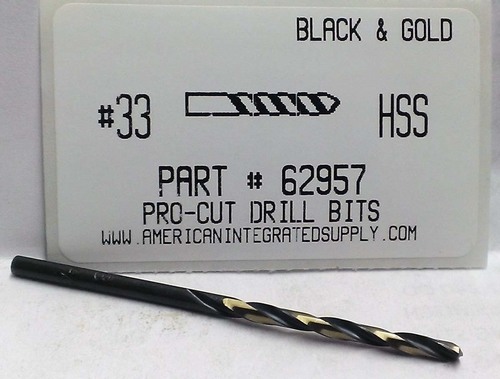 BLACK & GOLD
#33 HSS
PART # 62957
PRO-CUT DRILL BITS
WWW.AMERICANINTEGRATEDSUPPLY.COM